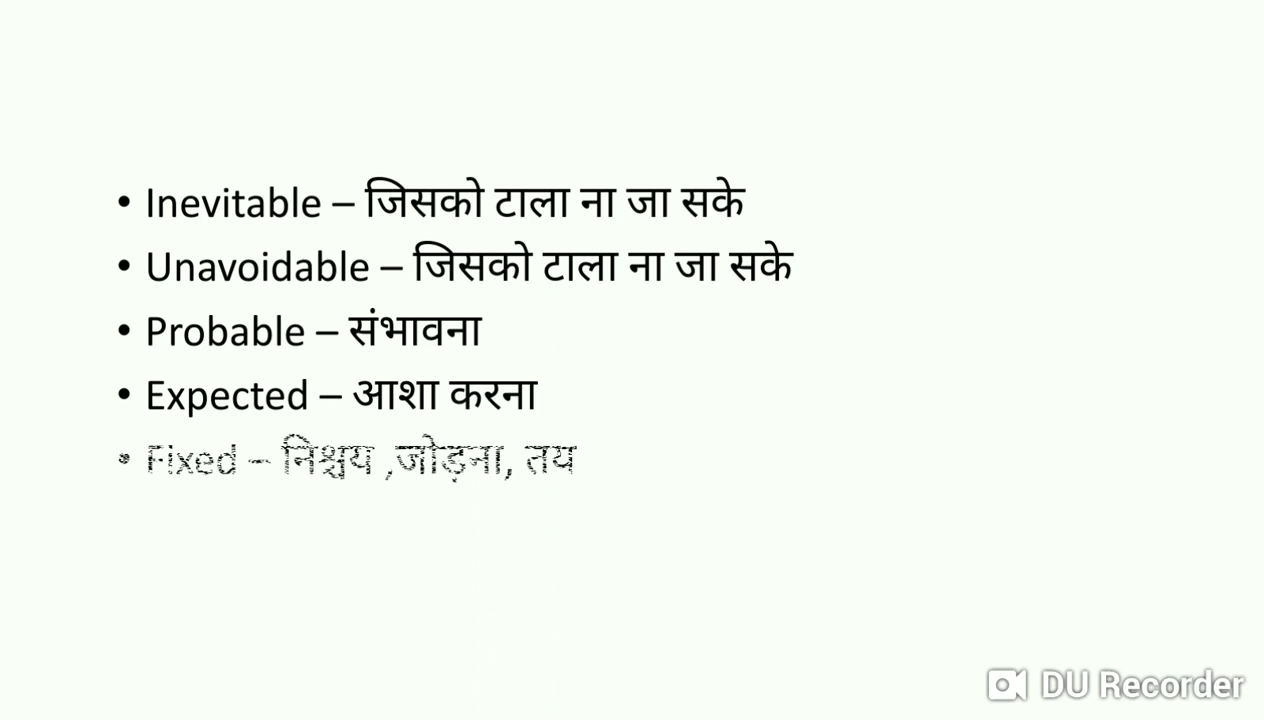 • Inevitable – जिसको टाला ना जा सके
• Unavoidable – जिसको टाला ना जा सके
• Probable – संभावना
• Expected – आशा करना
• Fixed – निश्चय ,जोड़ना, तय
DU Recorder